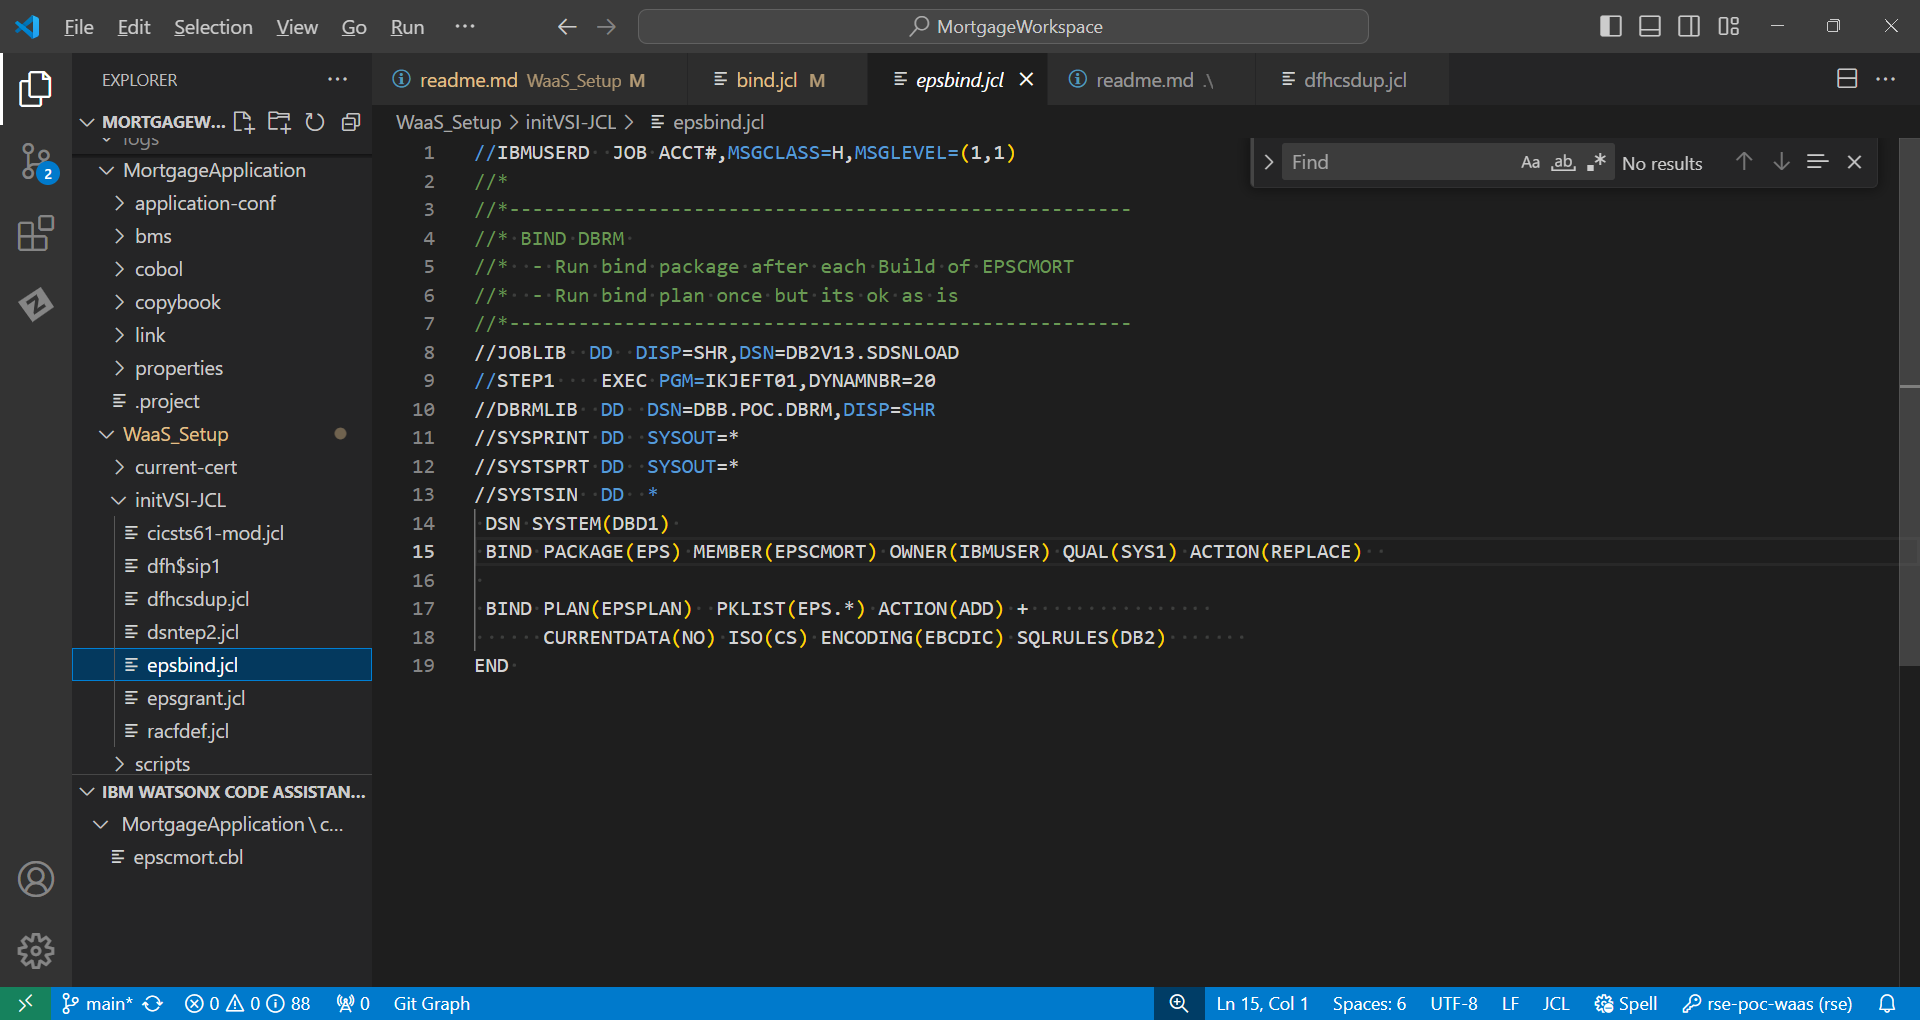 File Edit Selection View Go Run ··· MortgageWorkspace
EXPLORER ···
MORTGAGEW...
logs
MortgageApplication
application-conf
bms
cobol
copybook
link
properties
.project
WaaS_Setup
current-cert
initVSI-JCL
cicsts61-mod.jcl
dfh$sip1
dfhcsdup.jcl
dsntep2.jcl
epsbind.jcl
epsgrant.jcl
racfdef.jcl
scripts
IBM WATSONX CODE ASSISTAN...
MortgageApplication \ c...
epscmort.cbl
readme.md WaaS_Setup M bind.jcl M epsbind.jcl readme.md .\ dfhcsdup.jcl
WaaS_Setup > initVSI-JCL > epsbind.jcl
Find Aa ab .* No results
1 //IBMUSERD  JOB ACCT#,MSGCLASS=H,MSGLEVEL=(1,1)
2 //*
3 //*------------------------------------------------------
4 //* BIND DBRM
5 //*  - Run bind package after each Build of EPSCMORT
6 //*  - Run bind plan once but its ok as is
7 //*------------------------------------------------------
8 //JOBLIB  DD  DISP=SHR,DSN=DB2V13.SDSNLOAD
9 //STEP1    EXEC PGM=IKJEFT01,DYNAMNBR=20
10 //DBRMLIB  DD  DSN=DBB.POC.DBRM,DISP=SHR
11 //SYSPRINT DD  SYSOUT=*
12 //SYSTSPRT DD  SYSOUT=*
13 //SYSTSIN  DD  *
14 DSN SYSTEM(DBD1)
15 BIND PACKAGE(EPS) MEMBER(EPSCMORT) OWNER(IBMUSER) QUAL(SYS1) ACTION(REPLACE)
16
17 BIND PLAN(EPSPLAN)  PKLIST(EPS.*) ACTION(ADD) +
18      CURRENTDATA(NO) ISO(CS) ENCODING(EBCDIC) SQLRULES(DB2)
19 END
2
main* 0 0 88 0 Git Graph Ln 15, Col 1 Spaces: 6 UTF-8 LF JCL Spell rse-poc-waas (rse)